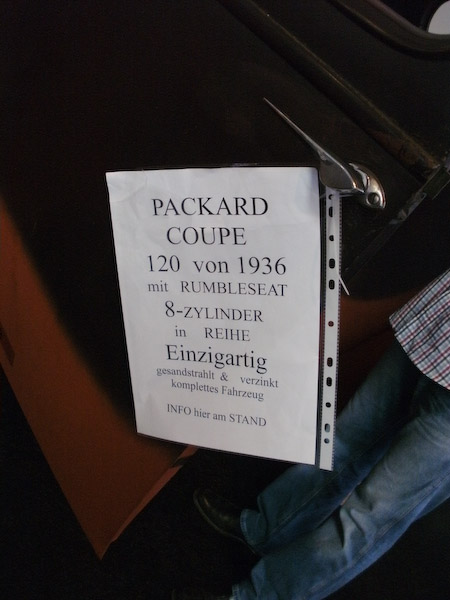 PACKARD
COUPE
120 von 1936
mit RUMBLESEAT
8-ZYLINDER
in REIHE
Einzigartig
gesandstrahlt & verzinkt
komplettes Fahrzeug
INFO hier am STAND